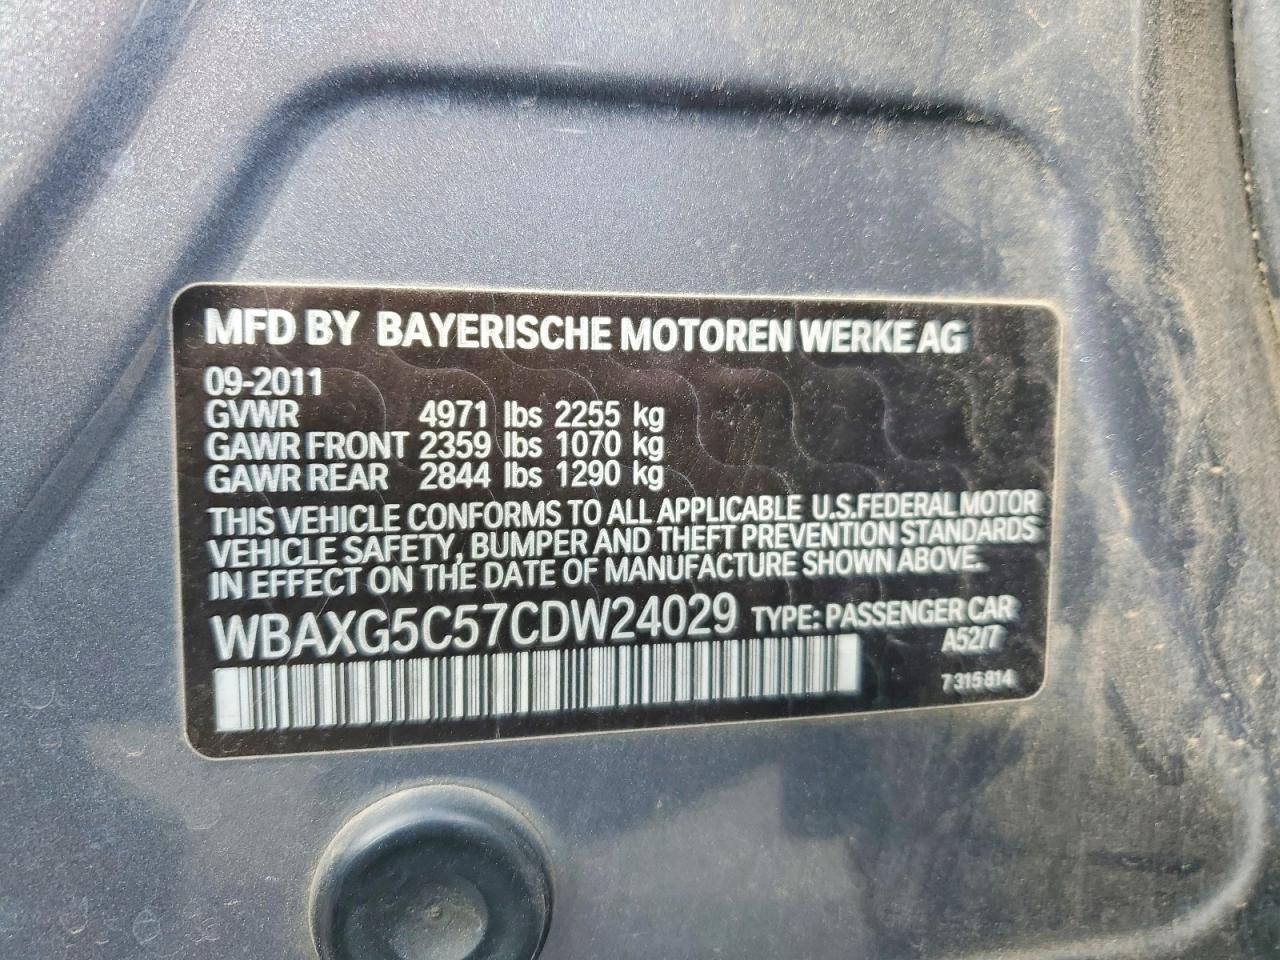 MFD BY BAYERISCHE MOTOREN WERKE AG
09-2011
GVWR 4971 lbs 2255 kg
GAWR FRONT 2359 lbs 1070 kg
GAWR REAR 2844 lbs 1290 kg
THIS VEHICLE CONFORMS TO ALL APPLICABLE U.S.FEDERAL MOTOR
VEHICLE SAFETY, BUMPER AND THEFT PREVENTION STANDARDS
IN EFFECT ON THE DATE OF MANUFACTURE SHOWN ABOVE.
WBAXG5C57CDW24029 TYPE: PASSENGER CAR
A52/7
7 315 814